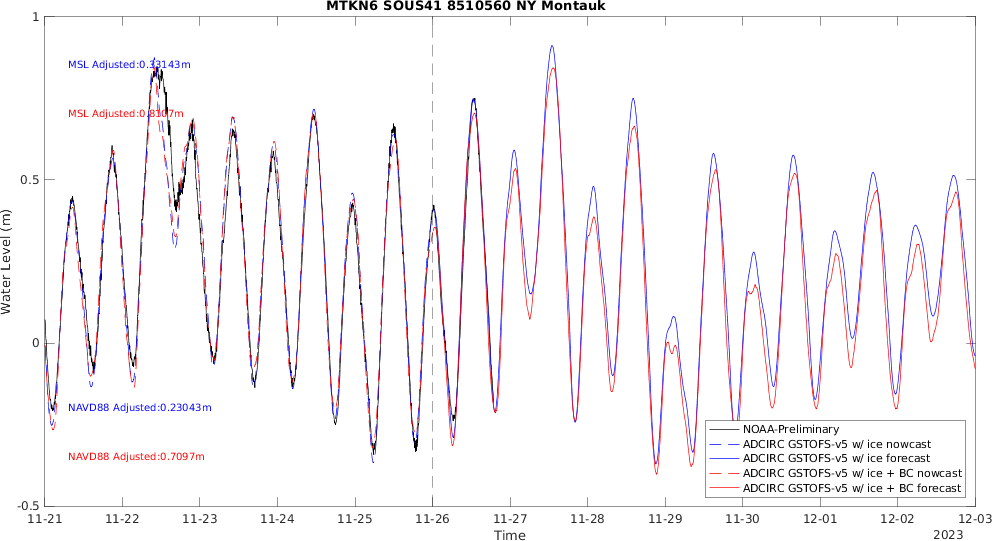 MTKN6 SOUS41 8510560 NY Montauk
1
0.5
0
-0.5
Water Level (m)
MSL Adjusted:0.33143m
MSL Adjusted:0.8107m
NAVD88 Adjusted:0.23043m
NAVD88 Adjusted:0.7097m
NOAA-Preliminary
ADCIRC GSTOFS-v5 w/ ice nowcast
ADCIRC GSTOFS-v5 w/ ice forecast
ADCIRC GSTOFS-v5 w/ ice + BC nowcast
ADCIRC GSTOFS-v5 w/ ice + BC forecast
11-21 11-22 11-23 11-24 11-25 11-26 11-27 11-28 11-29 11-30 12-01 12-02 12-03
Time
2023